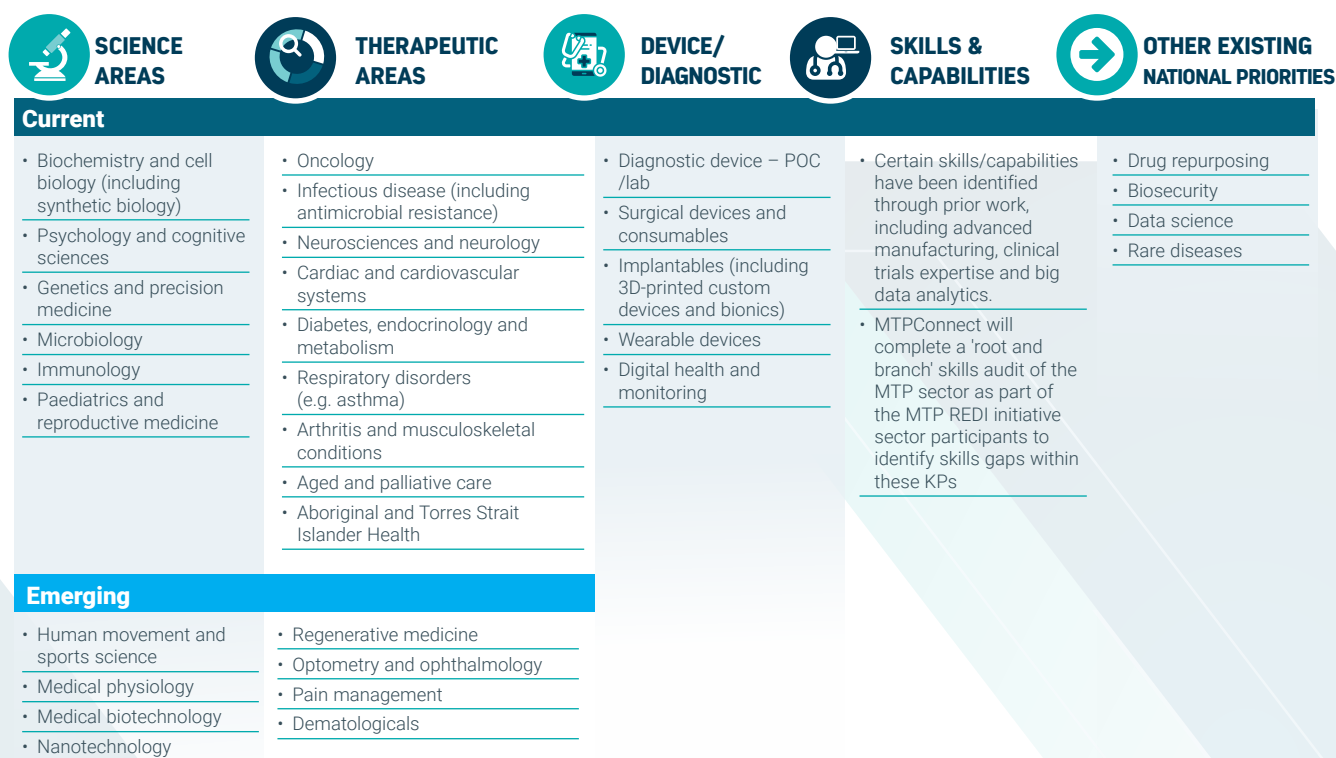 SCIENCE
AREAS
THERAPEUTIC
AREAS
DEVICE/
DIAGNOSTIC
SKILLS &
CAPABILITIES
OTHER EXISTING
NATIONAL PRIORITIES
Current
• Biochemistry and cell
biology (including
synthetic biology)
• Psychology and cognitive
sciences
• Genetics and precision
medicine
• Microbiology
• Immunology
• Paediatrics and
reproductive medicine
• Oncology
• Infectious disease (including
antimicrobial resistance)
• Neurosciences and neurology
• Cardiac and cardiovascular
systems
• Diabetes, endocrinology and
metabolism
• Respiratory disorders
(e.g. asthma)
• Arthritis and musculoskeletal
conditions
• Aged and palliative care
• Aboriginal and Torres Strait
Islander Health
• Diagnostic device – POC
/lab
• Surgical devices and
consumables
• Implantables (including
3D-printed custom
devices and bionics)
• Wearable devices
• Digital health and
monitoring
• Certain skills/capabilities
have been identified
through prior work,
including advanced
manufacturing, clinical
trials expertise and big
data analytics.
• MTPConnect will
complete a 'root and
branch' skills audit of the
MTP sector as part of
the MTP REDI initiative
sector participants to
identify skills gaps within
these KPs
• Drug repurposing
• Biosecurity
• Data science
• Rare diseases
Emerging
• Human movement and
sports science
• Medical physiology
• Medical biotechnology
• Nanotechnology
• Regenerative medicine
• Optometry and ophthalmology
• Pain management
• Dematologicals